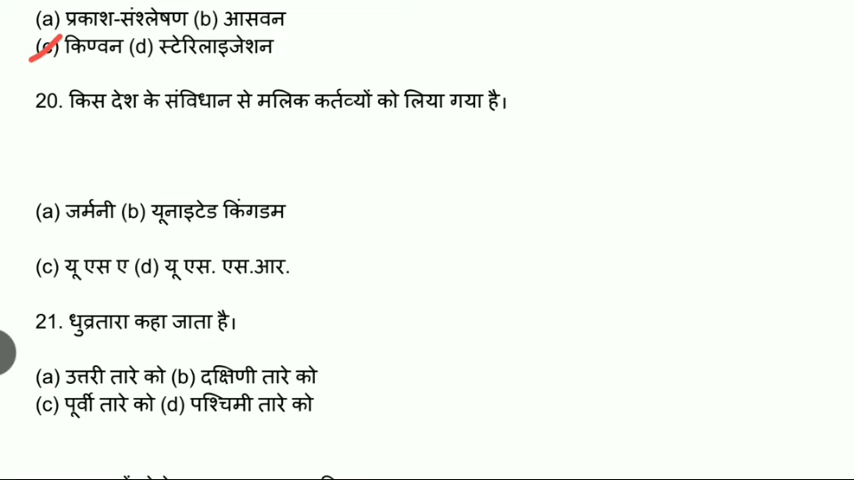 (a) प्रकाश-संश्लेषण (b) आसवन
(c) किण्वन (d) स्टेरिलाइजेशन
20. किस देश के संविधान से मलिक कर्तव्यों को लिया गया है।
(a) जर्मनी (b) यूनाइटेड किंगडम
(c) यू एस ए (d) यू एस. एस.आर.
21. धुव्रतारा कहा जाता है।
(a) उत्तरी तारे को (b) दक्षिणी तारे को
(c) पूर्वी तारे को (d) पश्चिमी तारे को